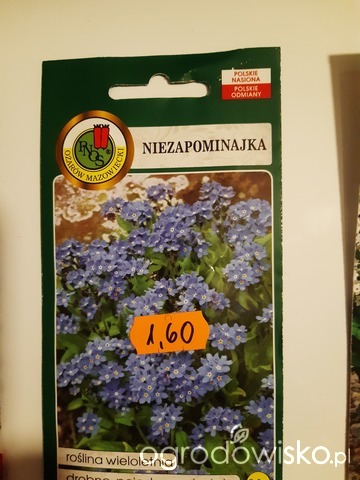 POLSKIE
NASIONA
POLSKIE
ODMIANY
NIEZAPOMINAJKA
PNOS
OŻARÓW MAZOWIECKI
1,60
roślina wieloletnia
ogrodowisko.pl